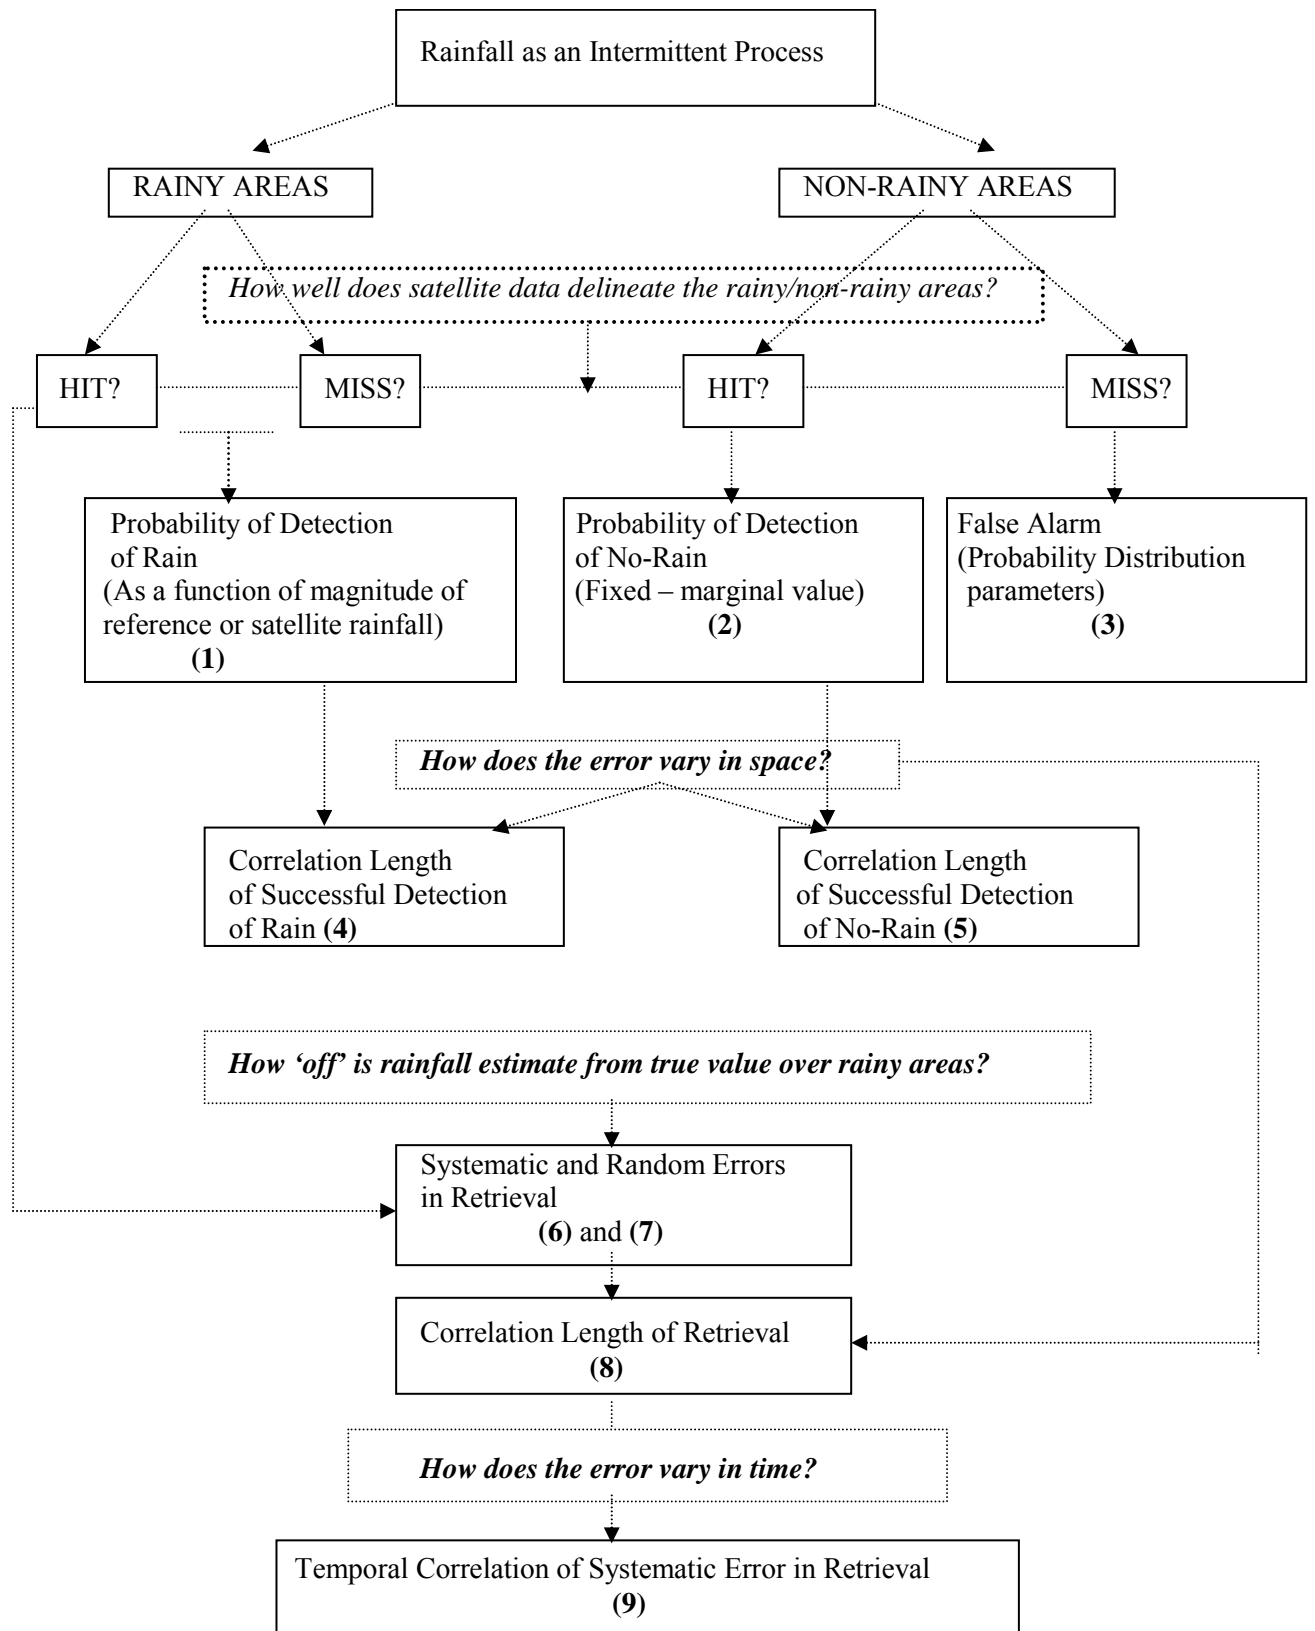 Rainfall as an Intermittent Process
RAINY AREAS
NON-RAINY AREAS
How well does satellite data delineate the rainy/non-rainy areas?
HIT?
MISS?
HIT?
MISS?
Probability of Detection
of Rain
(As a function of magnitude of
reference or satellite rainfall)
(1)
Probability of Detection
of No-Rain
(Fixed – marginal value)
(2)
False Alarm
(Probability Distribution
parameters)
(3)
How does the error vary in space?
Correlation Length
of Successful Detection
of Rain (4)
Correlation Length
of Successful Detection
of No-Rain (5)
How ‘off’ is rainfall estimate from true value over rainy areas?
Systematic and Random Errors
in Retrieval
(6) and (7)
Correlation Length of Retrieval
(8)
How does the error vary in time?
Temporal Correlation of Systematic Error in Retrieval
(9)